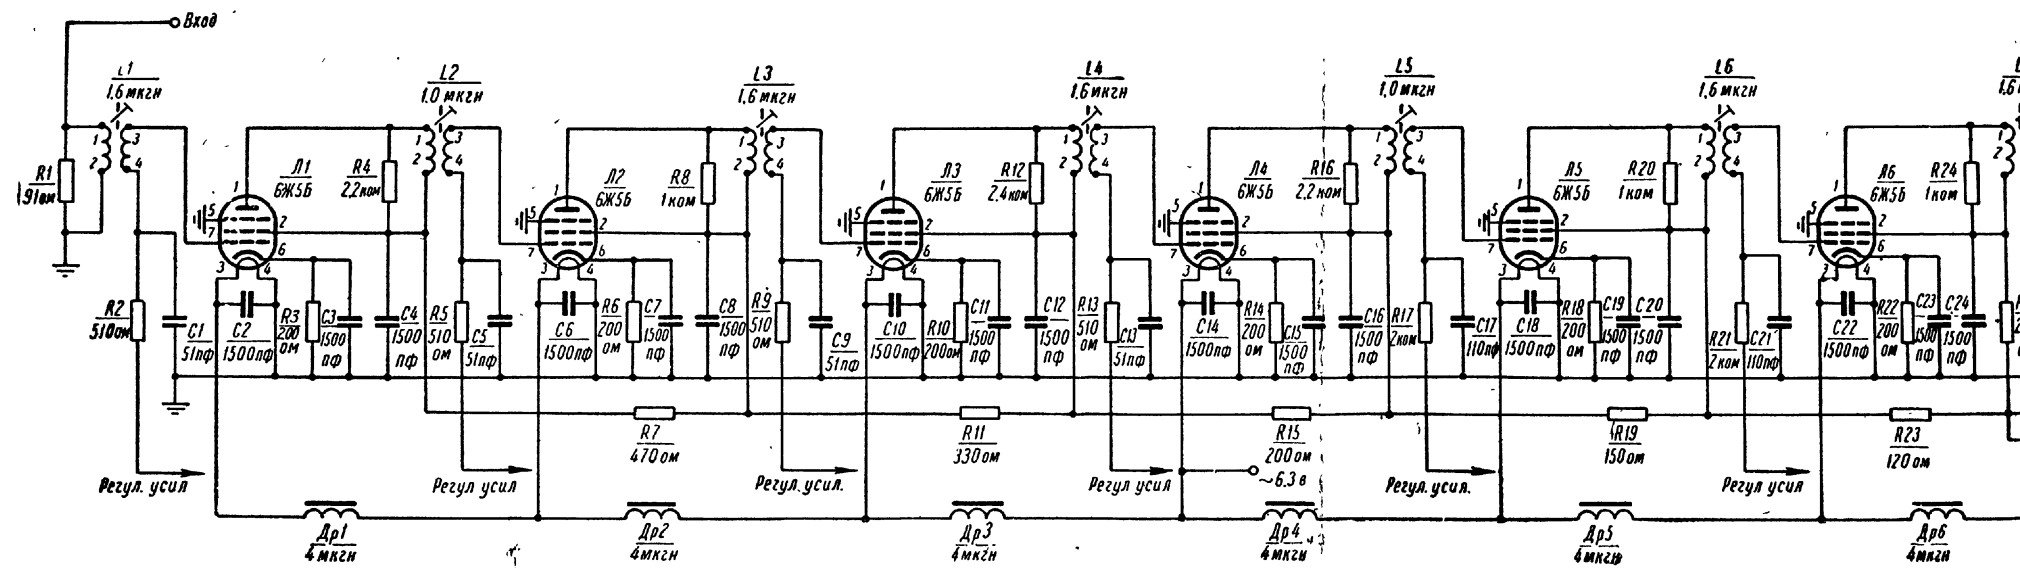 Вход
L1
1,6 мкгн
L2
1,0 мкгн
L3
1,6 мкгн
L4
1,6 мкгн
L5
1,0 мкгн
L6
1,6 мкгн
R1
91 ом
Л1
6Ж5Б
R4
2,2 ком
Л2
6Ж5Б
R8
1 ком
Л3
6Ж5Б
R12
2,4 ком
Л4
6Ж5Б
R16
2,2 ком
Л5
6Ж5Б
R20
1 ком
Л6
6Ж5Б
R24
1 ком
R2
510 ом
C1
51 пф
C2
1500 пф
R3
200
ом
C3
1500
пф
C4
1500
пф
R5
510
ом
C5
51 пф
C6
1500 пф
R6
200
ом
C7
1500
пф
C8
1500
пф
R9
510
ом
C9
51 пф
C10
1500 пф
R10
200 ом
C11
1500
пф
C12
1500
пф
R13
510
ом
C13
51 пф
C14
1500 пф
R14
200
ом
C15
1500
пф
C16
1500
пф
R17
2 ком
C17
110 пф
C18
1500 пф
R18
200
ом
C19
1500
пф
C20
1500
пф
R21
2 ком
C21
110 пф
C22
1500 пф
R22
200
ом
C23
1500
пф
C24
1500
пф
R7
470 ом
R11
330 ом
R15
200 ом
R19
150 ом
R23
120 ом
Регул. усил
Регул усил
Регул. усил.
Регул усил
~6.3 в
Регул. усил.
Регул усил
Др1
4 мкгн
Др2
4 мкгн
Др3
4 мкгн
Др4
4 мкгн
Др5
4 мкгн
Др6
4 мкгн